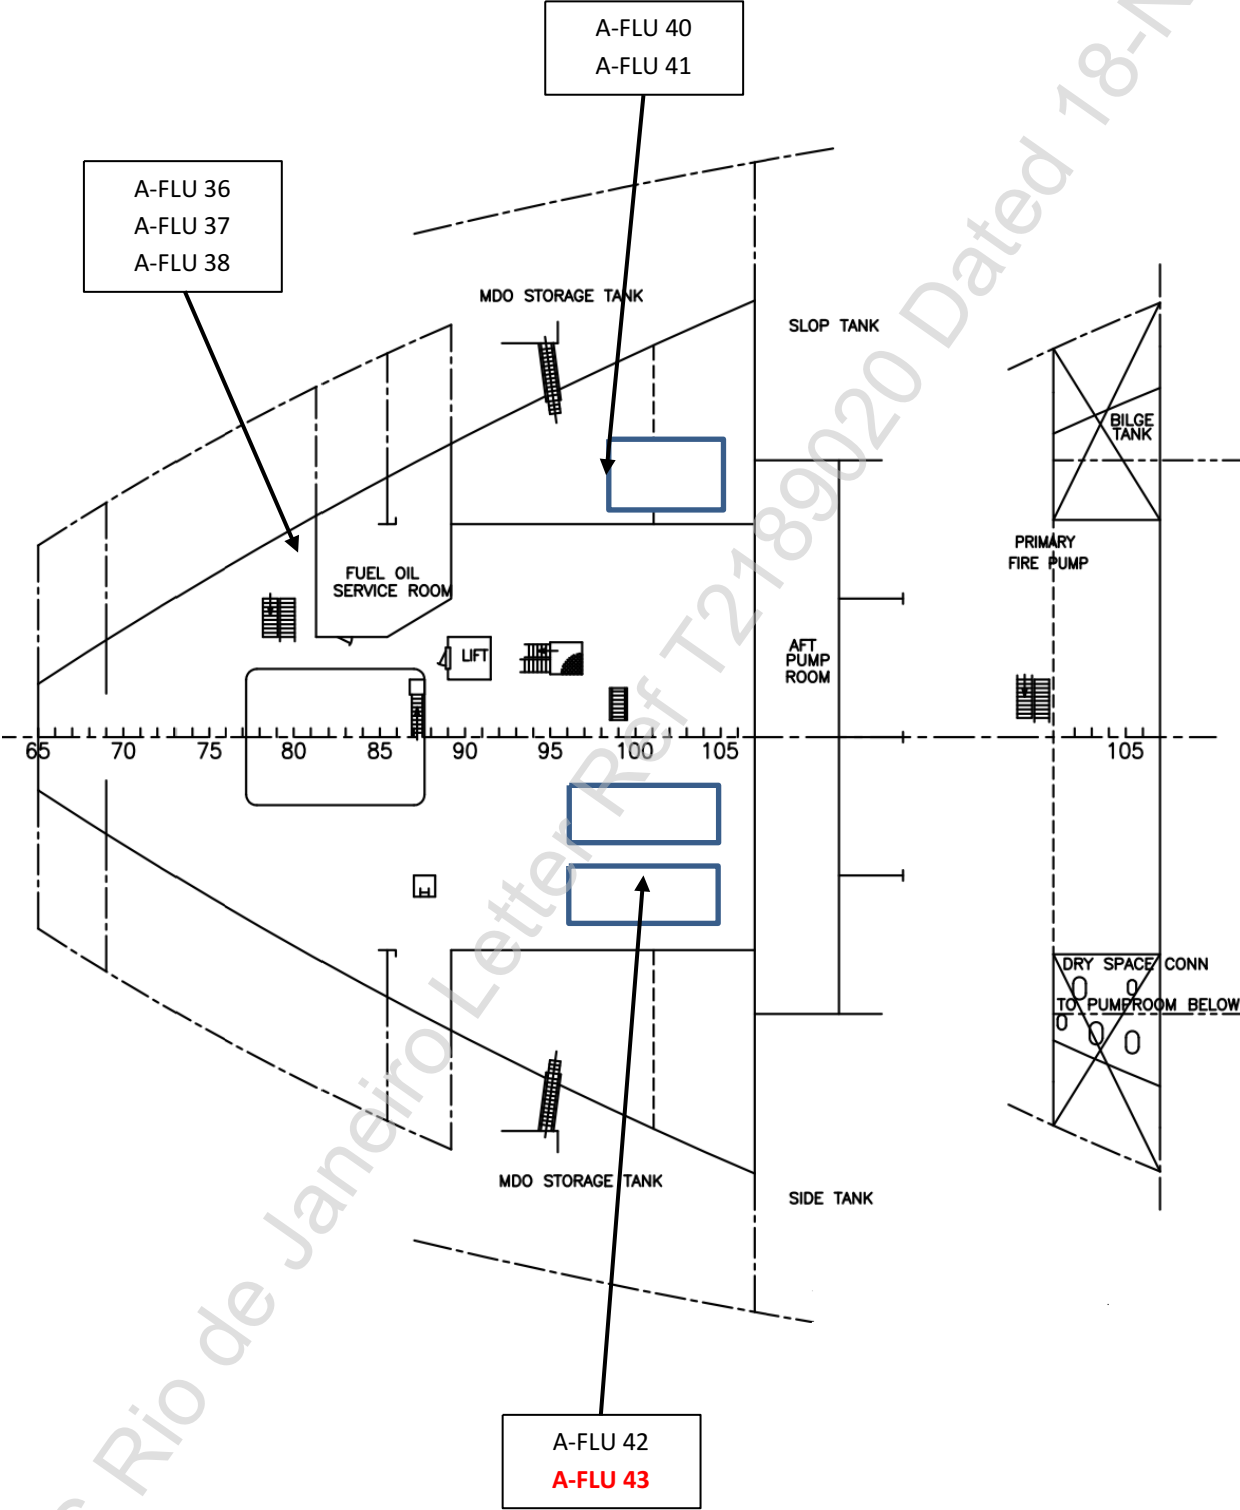 A-FLU 40
A-FLU 41
A-FLU 36
A-FLU 37
A-FLU 38
MDO STORAGE TANK
SLOP TANK
BILGE
TANK
PRIMARY
FIRE PUMP
FUEL OIL
SERVICE ROOM
LIFT
AFT
PUMP
ROOM
65 70 75 80 85 90 95 100 105 105
DRY SPACE CONN
TO PUMPROOM BELOW
MDO STORAGE TANK
SIDE TANK
A-FLU 42
A-FLU 43
Rio de Janeiro Letter Ref T2189020 Dated 18-N